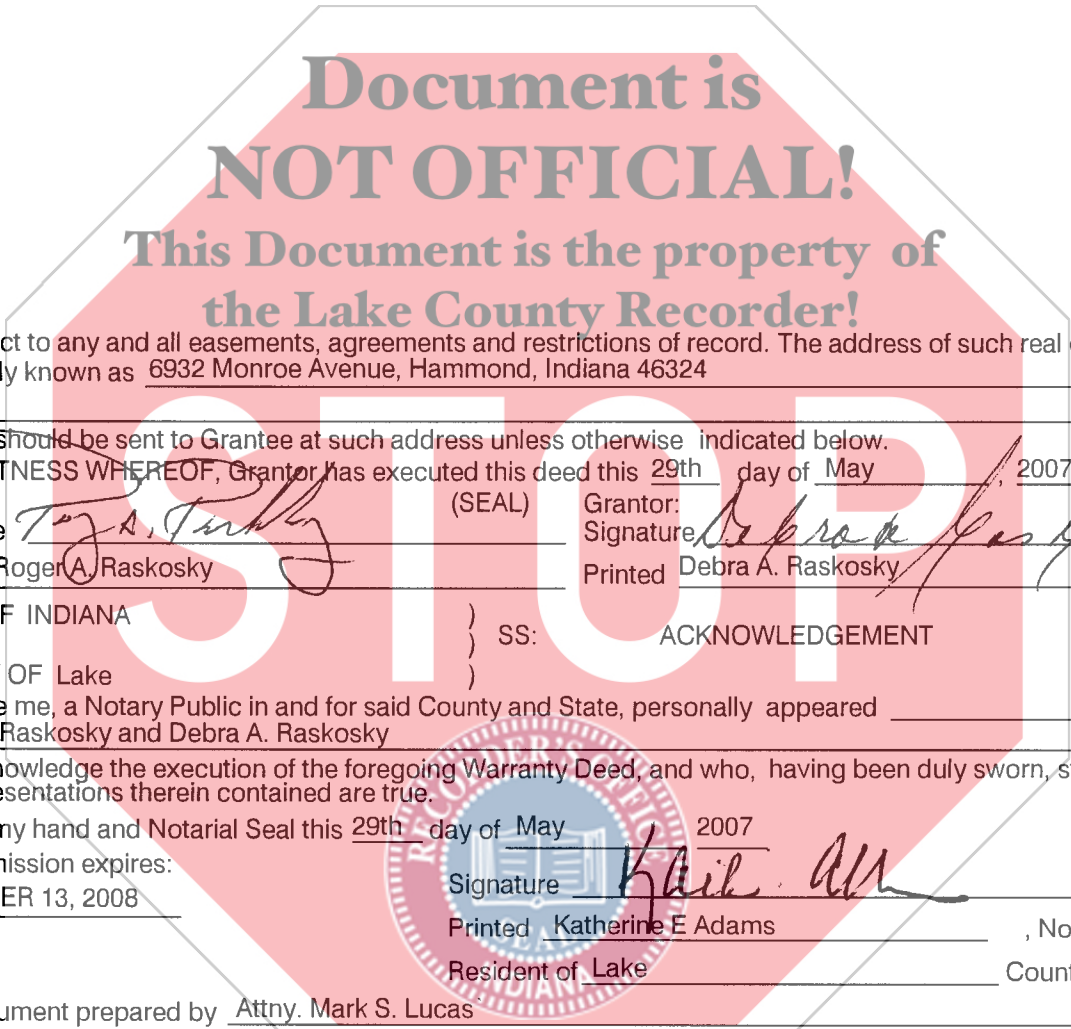 Document is
NOT OFFICIAL!
This Document is the property of
the Lake County Recorder!
ct to any and all easements, agreements and restrictions of record. The address of such real
ly known as 6932 Monroe Avenue, Hammond, Indiana 46324
STOP
should be sent to Grantee at such address unless otherwise indicated below.
TNESS WHEREOF, Grantor has executed this deed this 29th day of May, 2007
(SEAL) Grantor:
Signature
Roger A. Raskosky Printed Debra A. Raskosky
F INDIANA )
) SS: ACKNOWLEDGEMENT
OF Lake )
e me, a Notary Public in and for said County and State, personally appeared
Raskosky and Debra A. Raskosky
owledge the execution of the foregoing Warranty Deed, and who, having been duly sworn, s
esentations therein contained are true.
ny hand and Notarial Seal this 29th day of May 2007
nission expires:
ER 13, 2008
Signature
Printed Katherine E Adams , No
Resident of Lake Count
ument prepared by Attny. Mark S. Lucas
RECORDER'S OFFICE
SEAL
INDIANA